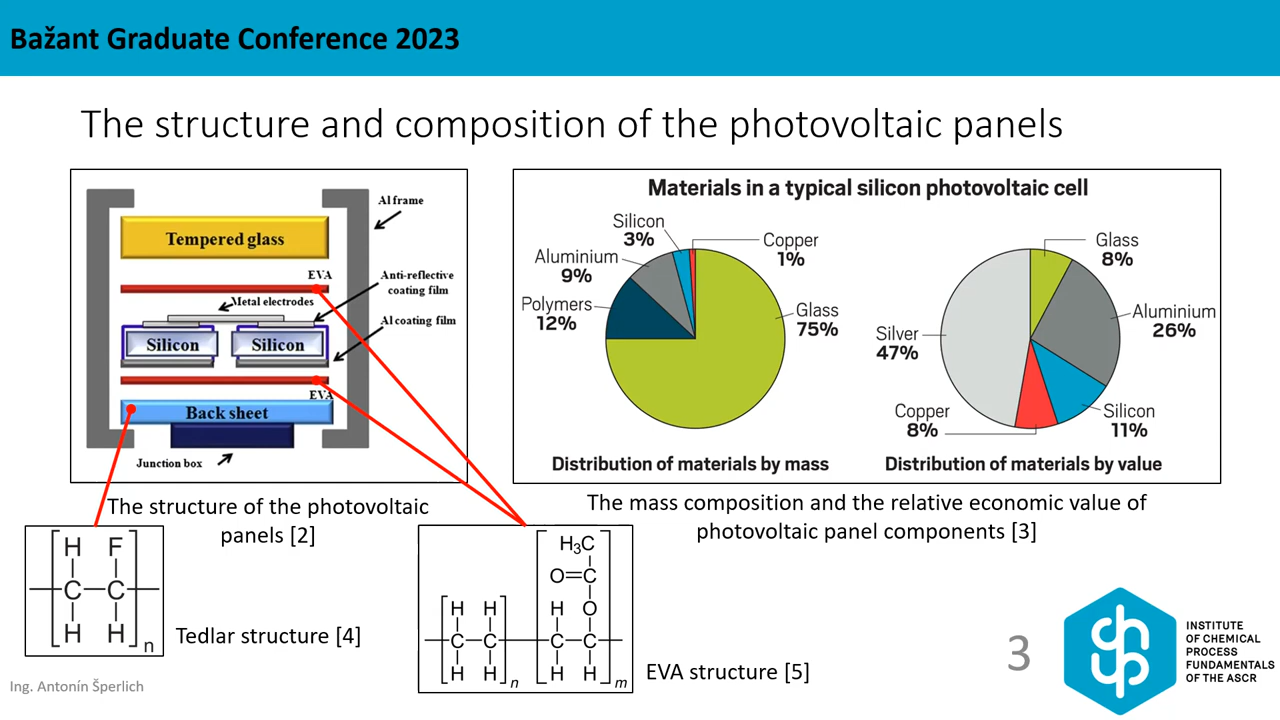 Bažant Graduate Conference 2023
The structure and composition of the photovoltaic panels
Al frame
Tempered glass
EVA
Anti-reflective
coating film
Metal electrodes
Al coating film
Silicon
Silicon
EVA
Back sheet
Junction box
Materials in a typical silicon photovoltaic cell
Silicon
3%
Copper
1%
Aluminium
9%
Polymers
12%
Glass
75%
Distribution of materials by mass
Glass
8%
Aluminium
26%
Silver
47%
Copper
8%
Silicon
11%
Distribution of materials by value
The structure of the photovoltaic
panels [2]
The mass composition and the relative economic value of
photovoltaic panel components [3]
H F
C C
H H
n
Tedlar structure [4]
H₃C
O=C
H H H O
C C C C
H H H H
n m
EVA structure [5]
3
INSTITUTE
OF CHEMICAL
PROCESS
FUNDAMENTALS
OF THE ASCR
Ing. Antonín Šperlich